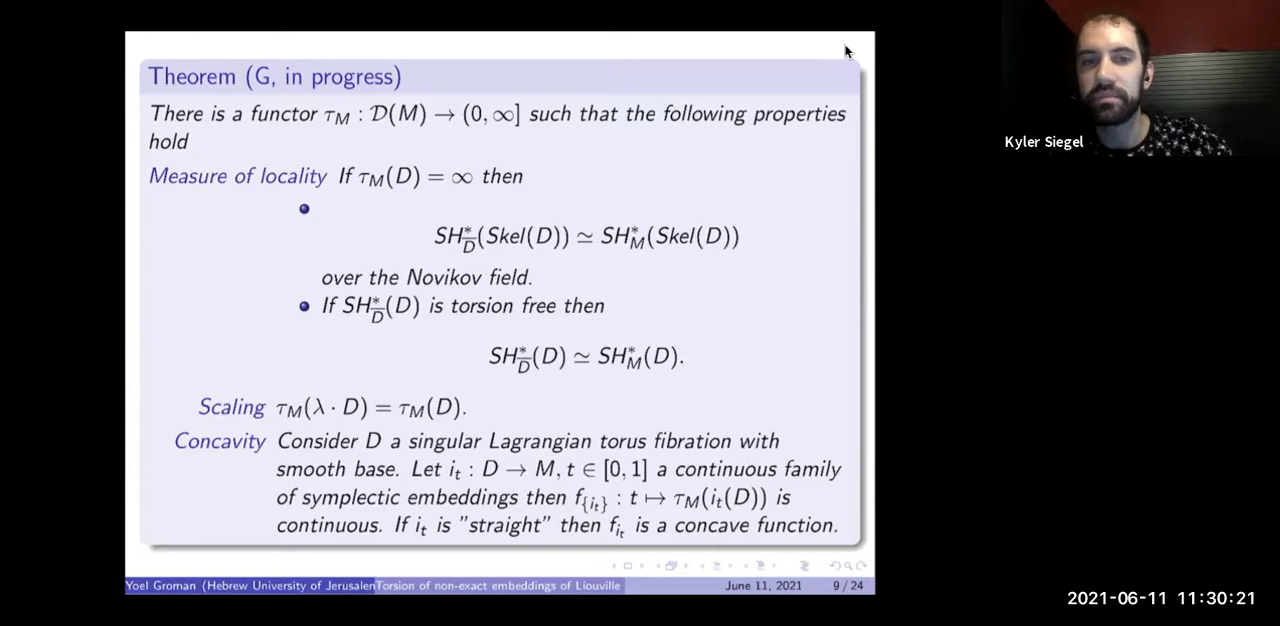 Theorem (G, in progress)
There is a functor τ_M : 𝒟(M) → (0, ∞] such that the following properties
hold
Measure of locality If τ_M(D) = ∞ then
•
SH*_D̅(Skel(D)) ≃ SH*_M(Skel(D))
over the Novikov field.
• If SH*_D̅(D) is torsion free then
SH*_D̅(D) ≃ SH*_M(D).
Scaling τ_M(λ · D) = τ_M(D).
Concavity Consider D a singular Lagrangian torus fibration with
smooth base. Let i_t : D → M, t ∈ [0, 1] a continuous family
of symplectic embeddings then f_{i_t} : t ↦ τ_M(i_t(D)) is
continuous. If i_t is "straight" then f_{i_t} is a concave function.
Yoel Groman (Hebrew University of Jerusalen Torsion of non-exact embeddings of Liouville June 11, 2021 9 / 24
Kyler Siegel
2021-06-11 11:30:21